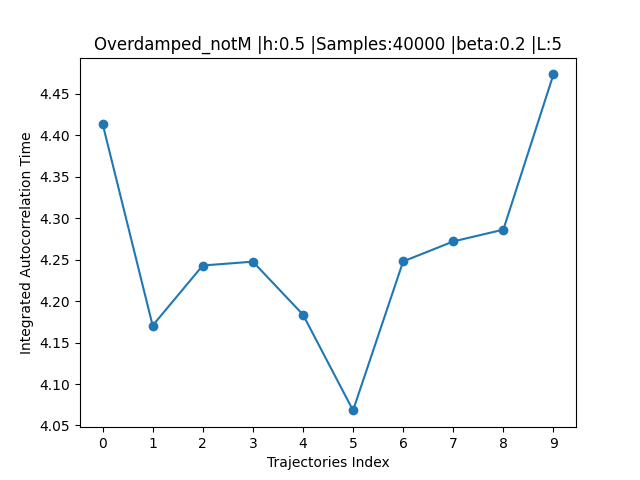 Overdamped_notM |h:0.5 |Samples:40000 |beta:0.2 |L:5
Integrated Autocorrelation Time
4.45
4.40
4.35
4.30
4.25
4.20
4.15
4.10
4.05
0 1 2 3 4 5 6 7 8 9
Trajectories Index